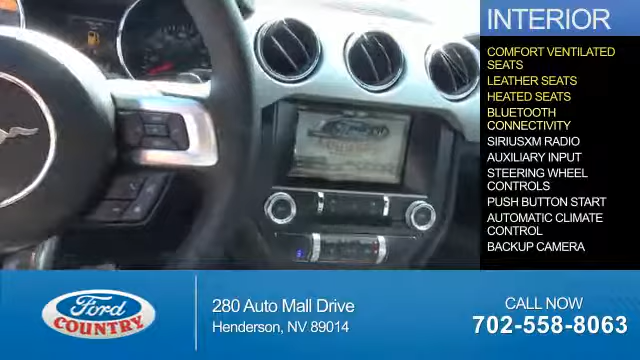 INTERIOR
COMFORT VENTILATED
SEATS
LEATHER SEATS
HEATED SEATS
BLUETOOTH
CONNECTIVITY
SIRIUSXM RADIO
AUXILIARY INPUT
STEERING WHEEL
CONTROLS
PUSH BUTTON START
AUTOMATIC CLIMATE
CONTROL
BACKUP CAMERA
Ford
COUNTRY
280 Auto Mall Drive
Henderson, NV 89014
CALL NOW
702-558-8063